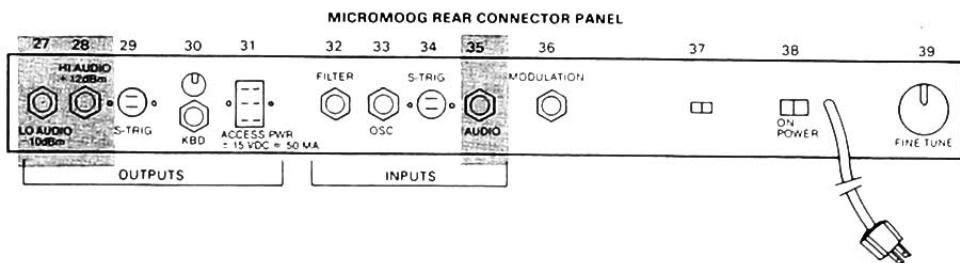 MICROMOOG REAR CONNECTOR PANEL
27 28 29 30 31 32 33 34 35 36 37 38 39
HI AUDIO
+ 12dBm
LO AUDIO
- 10dBm
S-TRIG
KBD
ACCESS PWR
± 15 VDC @ 50 MA
FILTER
OSC
S-TRIG
AUDIO
MODULATION
ON
POWER
FINE TUNE
OUTPUTS
INPUTS